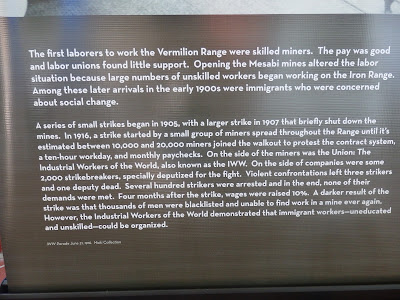 The first laborers to work the Vermilion Range were skilled miners. The pay was good
and labor unions found little support. Opening the Mesabi mines altered the labor
situation because large numbers of unskilled workers began working on the Iron Range.
Among these later arrivals in the early 1900s were immigrants who were concerned
about social change.
A series of small strikes began in 1905, with a larger strike in 1907 that briefly shut down the
mines. In 1916, a strike started by a small group of miners spread throughout the Range until it's
estimated between 10,000 and 20,000 miners joined the walkout to protest the contract system,
a ten-hour workday, and monthly paychecks. On the side of the miners was the Union: The
Industrial Workers of the World, also known as the IWW. On the side of companies were some
2,000 strikebreakers, specially deputized for the fight. Violent confrontations left three strikers
and one deputy dead. Several hundred strikers were arrested and in the end, none of their
demands were met. Four months after the strike, wages were raised 10%. A darker result of the
strike was that thousands of men were blacklisted and unable to find work in a mine ever again.
However, the Industrial Workers of the World demonstrated that immigrant workers—uneducated
and unskilled—could be organized.
IWW Parade June 27, 1916. Collection